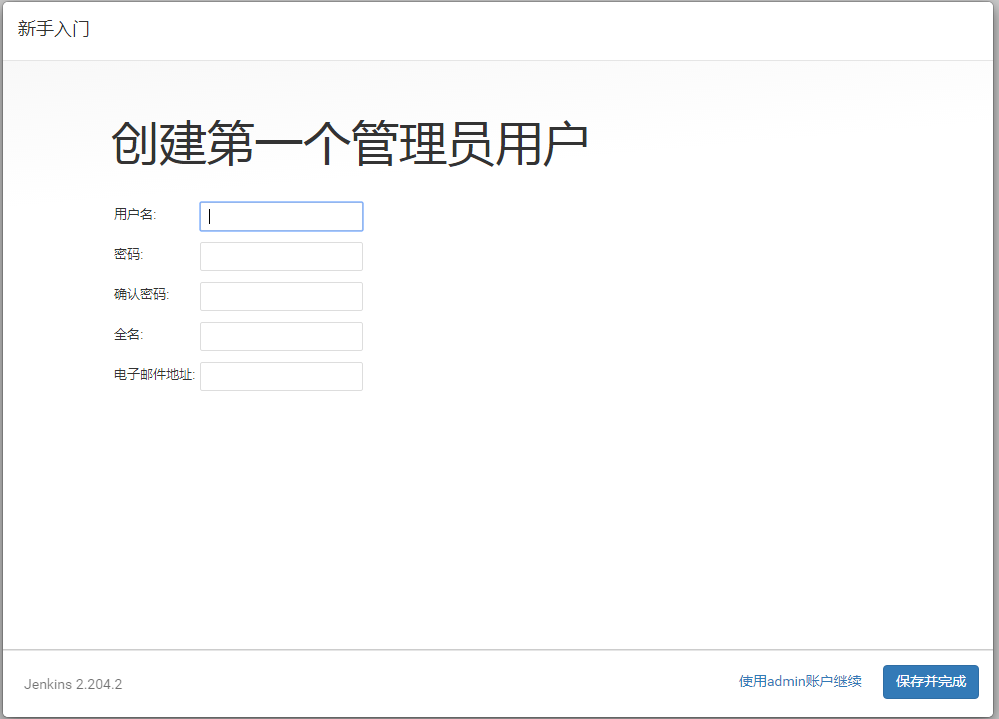 新手入门
创建第一个管理员用户
用户名:
密码:
确认密码:
全名:
电子邮件地址:
Jenkins 2.204.2
使用admin账户继续
保存并完成